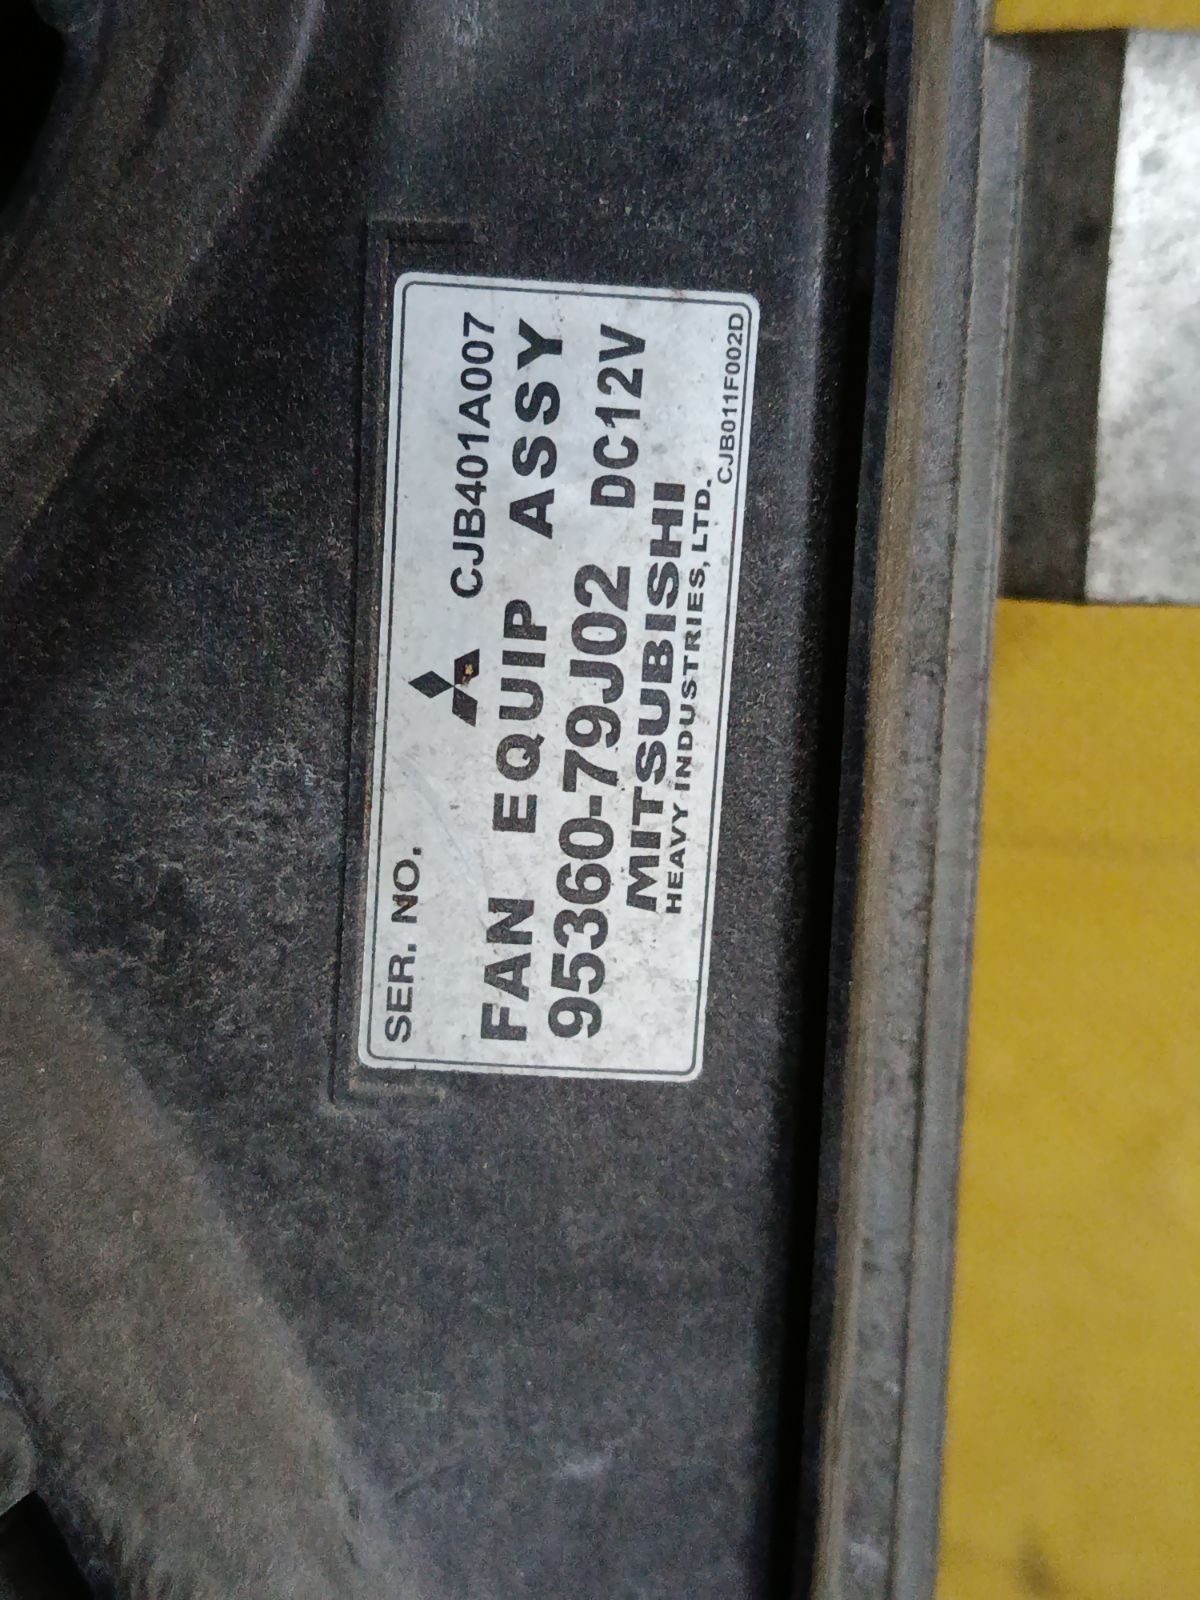 SER. NO.
CJB401A007
FAN EQUIP ASSY
95360-79J02 DC12V
MITSUBISHI
HEAVY INDUSTRIES, LTD.
CJB011F002D